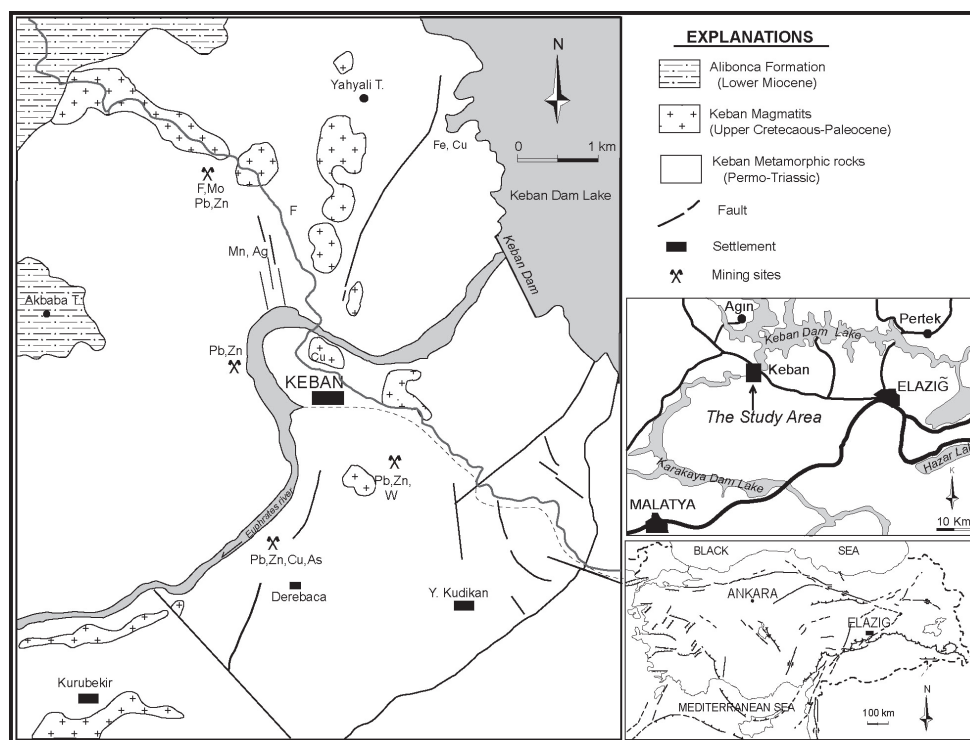 N
Yahyali T.
Fe, Cu
0 1 km
Keban Dam Lake
F,Mo
Pb,Zn
F
Mn, Ag
Keban Dam
Akbaba T.
Pb,Zn
Cu
KEBAN
Pb,Zn,
W
Euphrates river
Pb,Zn,Cu,As
Derebaca
Y. Kudikan
Kurubekir
EXPLANATIONS
Alibonca Formation
(Lower Miocene)
Keban Magmatits
(Upper Cretecaous-Paleocene)
Keban Metamorphic rocks
(Permo-Triassic)
Fault
Settlement
Mining sites
Agin
Pertek
Keban Dam Lake
Keban
ELAZIG̃
The Study Area
Hazar Lak
Karakaya Dam Lake
K
MALATYA
10 Km
BLACK SEA
ANKARA
ELAZIG
N
MEDITERRANEAN SEA
100 km